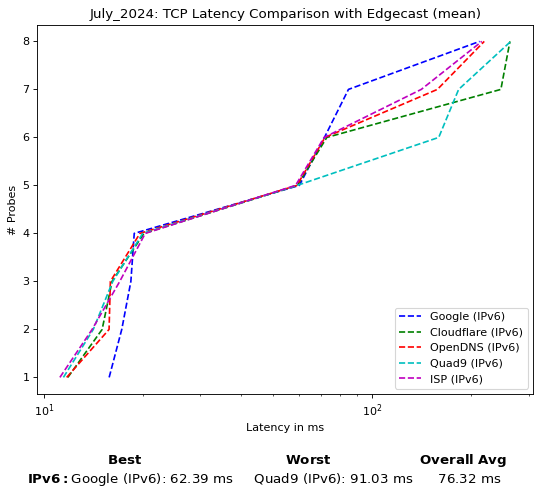 July_2024: TCP Latency Comparison with Edgecast (mean)
# Probes
8
7
6
5
4
3
2
1
Google (IPv6)
Cloudflare (IPv6)
OpenDNS (IPv6)
Quad9 (IPv6)
ISP (IPv6)
10¹ 10²
Latency in ms
Best Worst Overall Avg
IPv6: Google (IPv6): 62.39 ms Quad9 (IPv6): 91.03 ms 76.32 ms